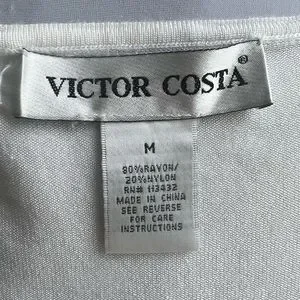 VICTOR COSTA®
M
80%RAYON/
20%NYLON
RN# 113432
MADE IN CHINA
SEE REVERSE
FOR CARE
INSTRUCTIONS